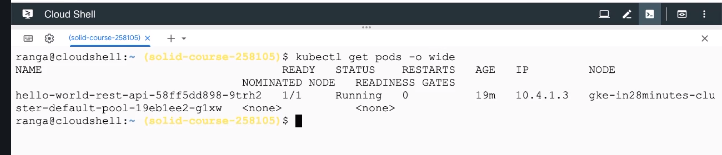 Cloud Shell
(solid-course-258105) × + ▾ ×
ranga@cloudshell:~ (solid-course-258105)$ kubectl get pods -o wide
NAME READY STATUS RESTARTS AGE IP NODE
NOMINATED NODE READINESS GATES
hello-world-rest-api-58ff5dd898-9trh2 1/1 Running 0 19m 10.4.1.3 gke-in28minutes-clu
ster-default-pool-19eb1ee2-g1xw <none> <none>
ranga@cloudshell:~ (solid-course-258105)$